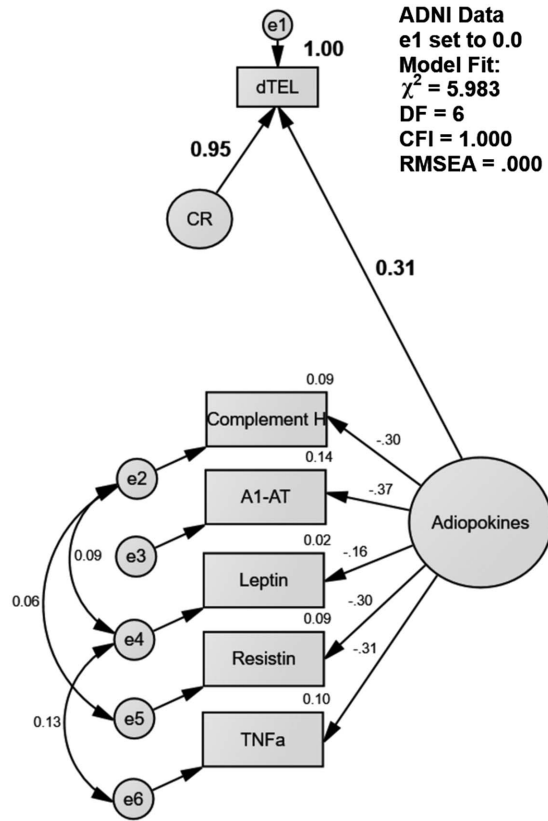 e1
1.00
dTEL
ADNI Data
e1 set to 0.0
Model Fit:
χ² = 5.983
DF = 6
CFI = 1.000
RMSEA = .000
0.95
CR
0.31
0.09
Complement H
-.30
0.14
e2
A1-AT
-.37
Adiopokines
0.02
e3
0.09
-.16
Leptin
0.06
0.09
-.30
e4
Resistin
-.31
0.10
e5
0.13
TNFa
e6